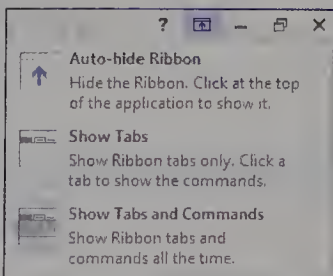 ?
Auto-hide Ribbon
Hide the Ribbon. Click at the top
of the application to show it.
Show Tabs
Show Ribbon tabs only. Click a
tab to show the commands.
Show Tabs and Commands
Show Ribbon tabs and
commands all the time.